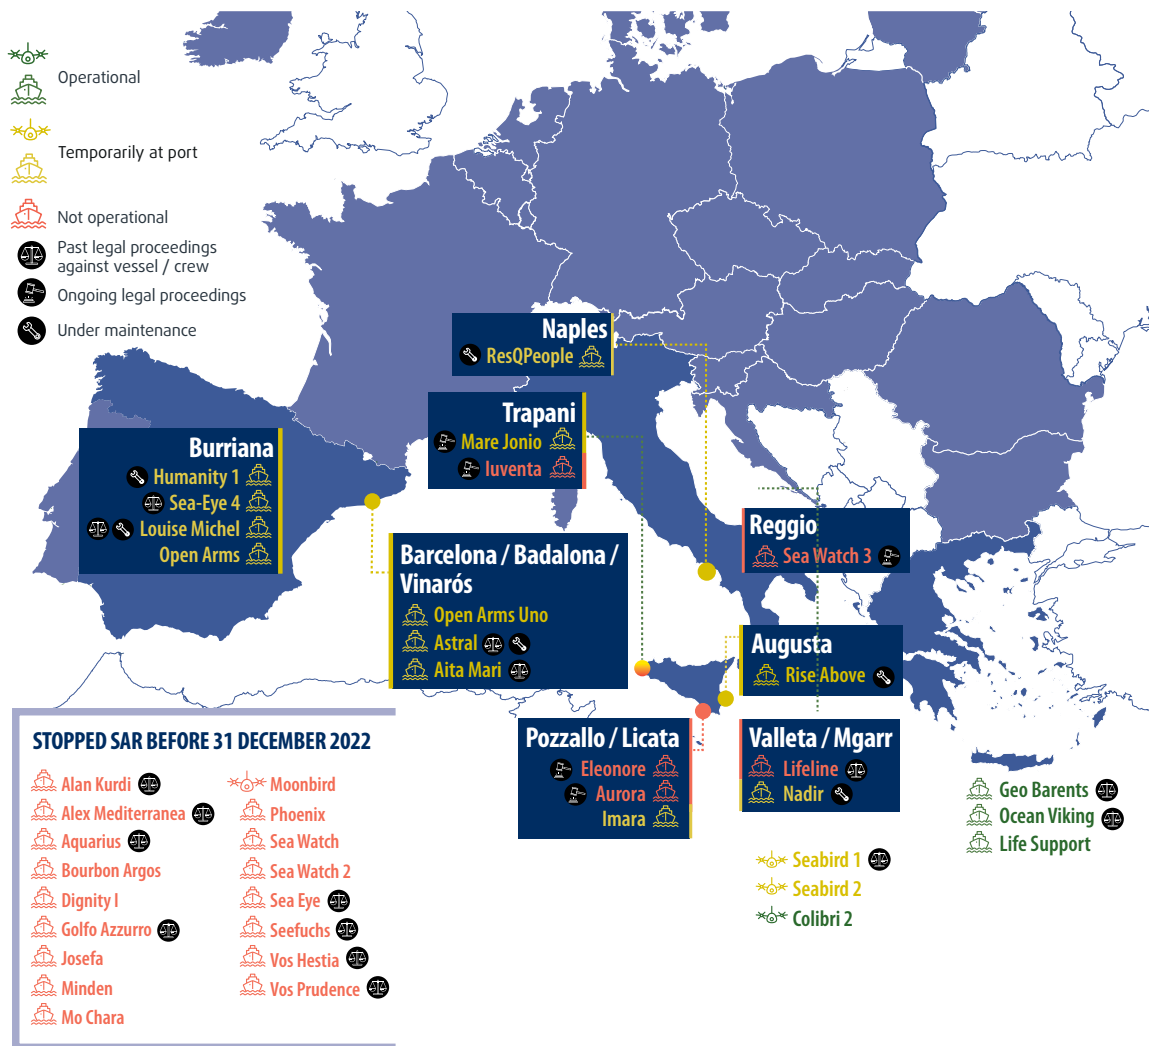 Operational
Temporarily at port
Not operational
Past legal proceedings
against vessel / crew
Ongoing legal proceedings
Under maintenance
Naples
ResQPeople
Trapani
Mare Jonio
Iuventa
Burriana
Humanity 1
Sea-Eye 4
Louise Michel
Open Arms
Barcelona / Badalona /
Vinarós
Open Arms Uno
Astral
Aita Mari
Reggio
Sea Watch 3
Augusta
Rise Above
Pozzallo / Licata
Eleonore
Aurora
Imara
Valleta / Mgarr
Lifeline
Nadir
Geo Barents
Ocean Viking
Life Support
Seabird 1
Seabird 2
Colibri 2
STOPPED SAR BEFORE 31 DECEMBER 2022
Alan Kurdi
Alex Mediterranea
Aquarius
Bourbon Argos
Dignity I
Golfo Azzurro
Josefa
Minden
Mo Chara
Moonbird
Phoenix
Sea Watch
Sea Watch 2
Sea Eye
Seefuchs
Vos Hestia
Vos Prudence